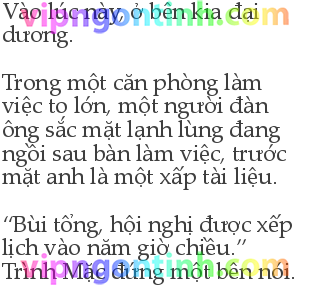 Vào lúc này, ở bên kia đại
dương.
Trong một căn phòng làm
việc to lớn, một người đàn
ông sắc mặt lạnh lùng đang
ngồi sau bàn làm việc, trước
mặt anh là một xấp tài liệu.
“Bùi tổng, hội nghị được xếp
lịch vào năm giờ chiều.”
Trình Mặc đứng một bên nói.
vipngontinh.com
vipngontinh.com